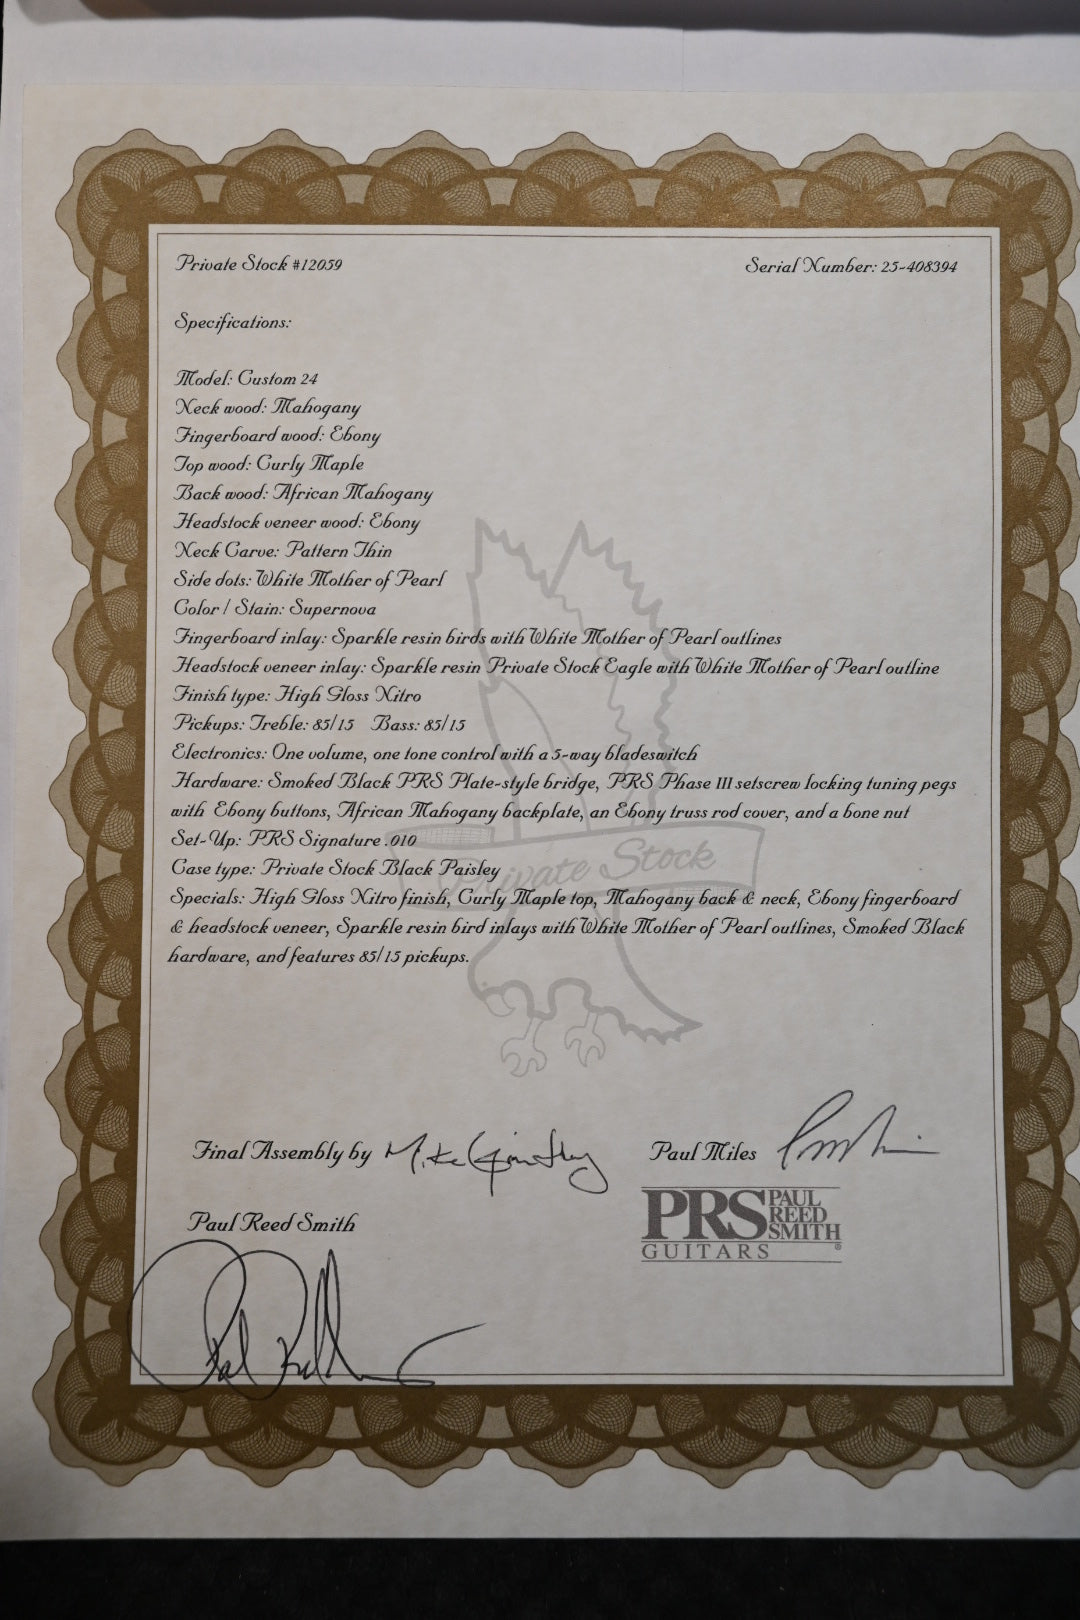 Private Stock #12059
Serial Number: 25-408394
Specifications:
Model: Custom 24
Neck wood: Mahogany
Fingerboard wood: Ebony
Top wood: Curly Maple
Back wood: African Mahogany
Headstock veneer wood: Ebony
Neck Carve: Pattern Thin
Side dots: White Mother of Pearl
Color / Stain: Supernova
Fingerboard inlay: Sparkle resin birds with White Mother of Pearl outlines
Headstock veneer inlay: Sparkle resin Private Stock Eagle with White Mother of Pearl outline
Finish type: High Gloss Nitro
Pickups: Treble: 85/15 Bass: 85/15
Electronics: One volume, one tone control with a 5-way bladeswitch
Hardware: Smoked Black PRS Plate-style bridge, PRS Phase III setscrew locking tuning pegs
with Ebony buttons, African Mahogany backplate, an Ebony truss rod cover, and a bone nut
Set-Up: PRS Signature .010
Private Stock
Case type: Private Stock Black Paisley
Specials: High Gloss Nitro finish, Curly Maple top, Mahogany back & neck, Ebony fingerboard
& headstock veneer, Sparkle resin bird inlays with White Mother of Pearl outlines, Smoked Black
hardware, and features 85/15 pickups.
Final Assembly by Mike
Paul Miles
PRS PAUL REED SMITH
GUITARS ®
Paul Reed Smith